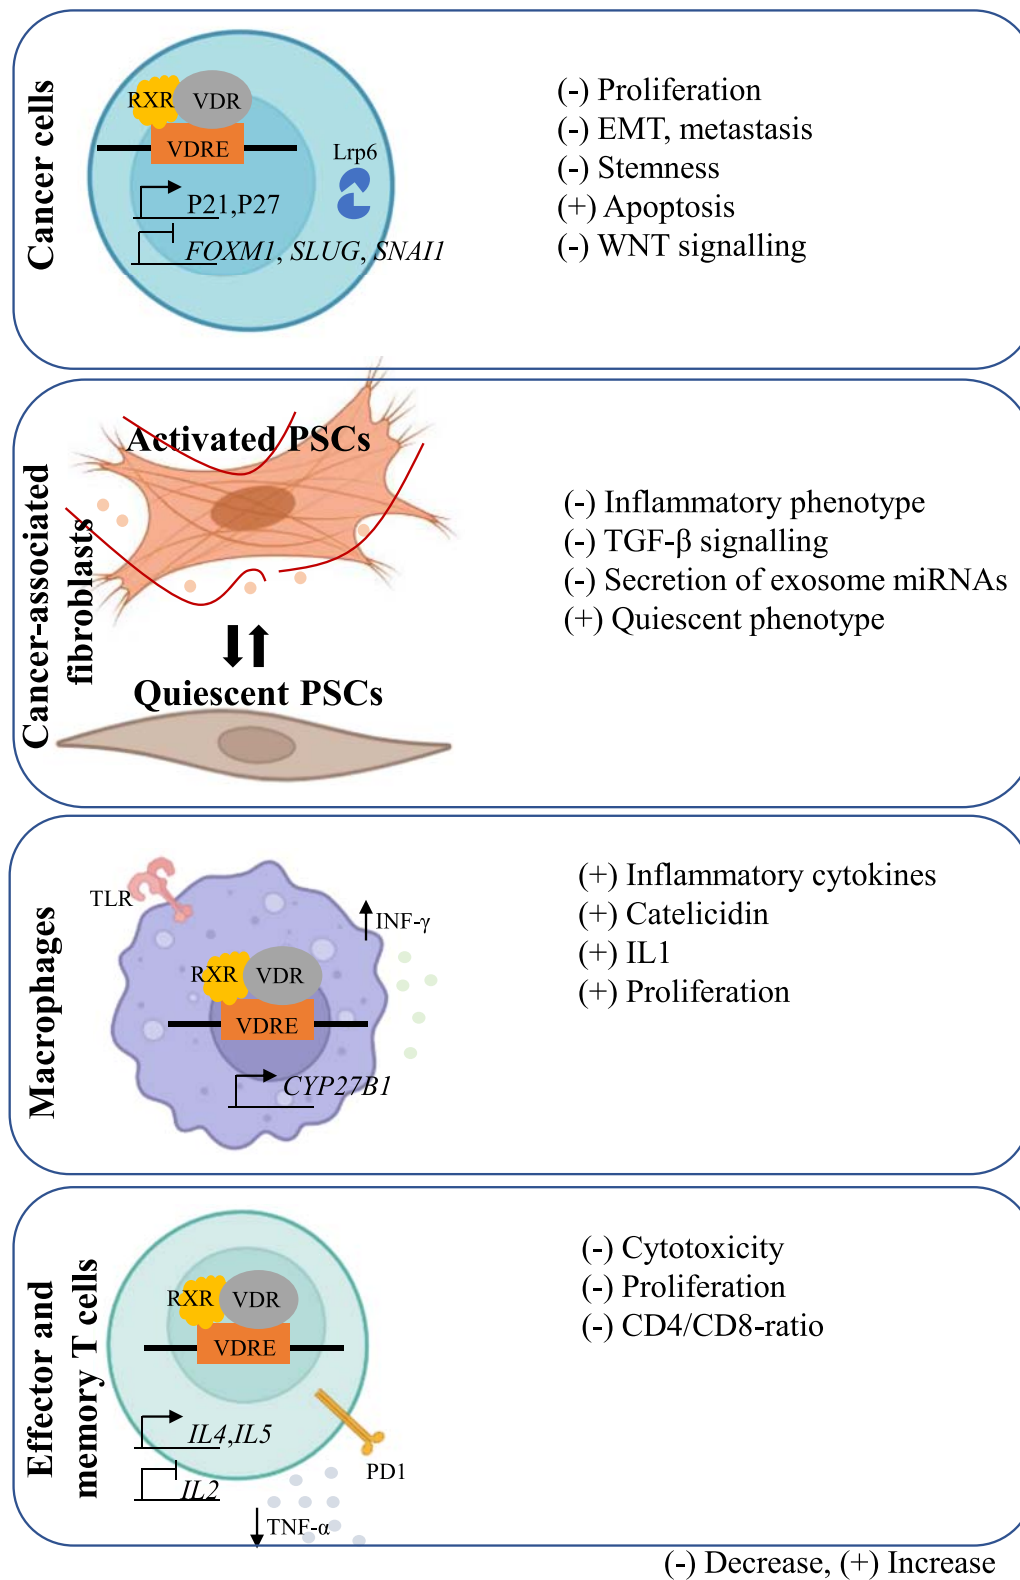 Cancer cells
RXR
VDR
VDRE
Lrp6
P21,P27
FOXM1, SLUG, SNAI1
(-) Proliferation
(-) EMT, metastasis
(-) Stemness
(+) Apoptosis
(-) WNT signalling
Cancer-associated
fibroblasts
Activated PSCs
Quiescent PSCs
(-) Inflammatory phenotype
(-) TGF-β signalling
(-) Secretion of exosome miRNAs
(+) Quiescent phenotype
Macrophages
TLR
INF-γ
RXR
VDR
VDRE
CYP27B1
(+) Inflammatory cytokines
(+) Catelicidin
(+) IL1
(+) Proliferation
Effector and
memory T cells
RXR
VDR
VDRE
IL4,IL5
IL2
PD1
TNF-α
(-) Cytotoxicity
(-) Proliferation
(-) CD4/CD8-ratio
(-) Decrease, (+) Increase